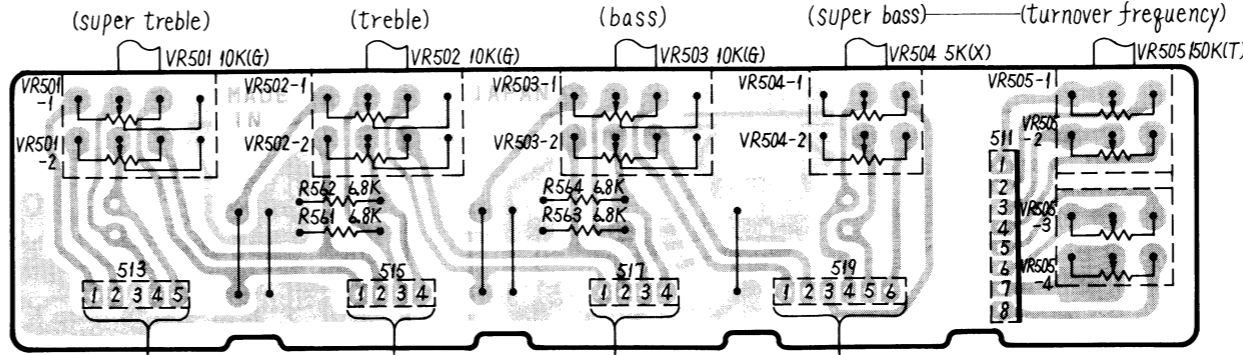 (super treble) (treble) (bass) (super bass) (turnover frequency)
VR501 10K(G) VR502 10K(G) VR503 10K(G) VR504 5K(X) VR505 150K(T)
VR501 -1 VR502-1 VR503-1 VR504-1 VR505-1
MADE IN JAPAN
VR501 -2 VR502-2 VR503-2 VR504-2 VR505 -2
R562 6.8K R564 6.8K
R561 6.8K R563 6.8K
VR505 -3
VR505 -4
513 515 517 519 511
1 2 3 4 5
1 2 3 4
1 2 3 4
1 2 3 4 5 6
1
2
3
4
5
6
7
8